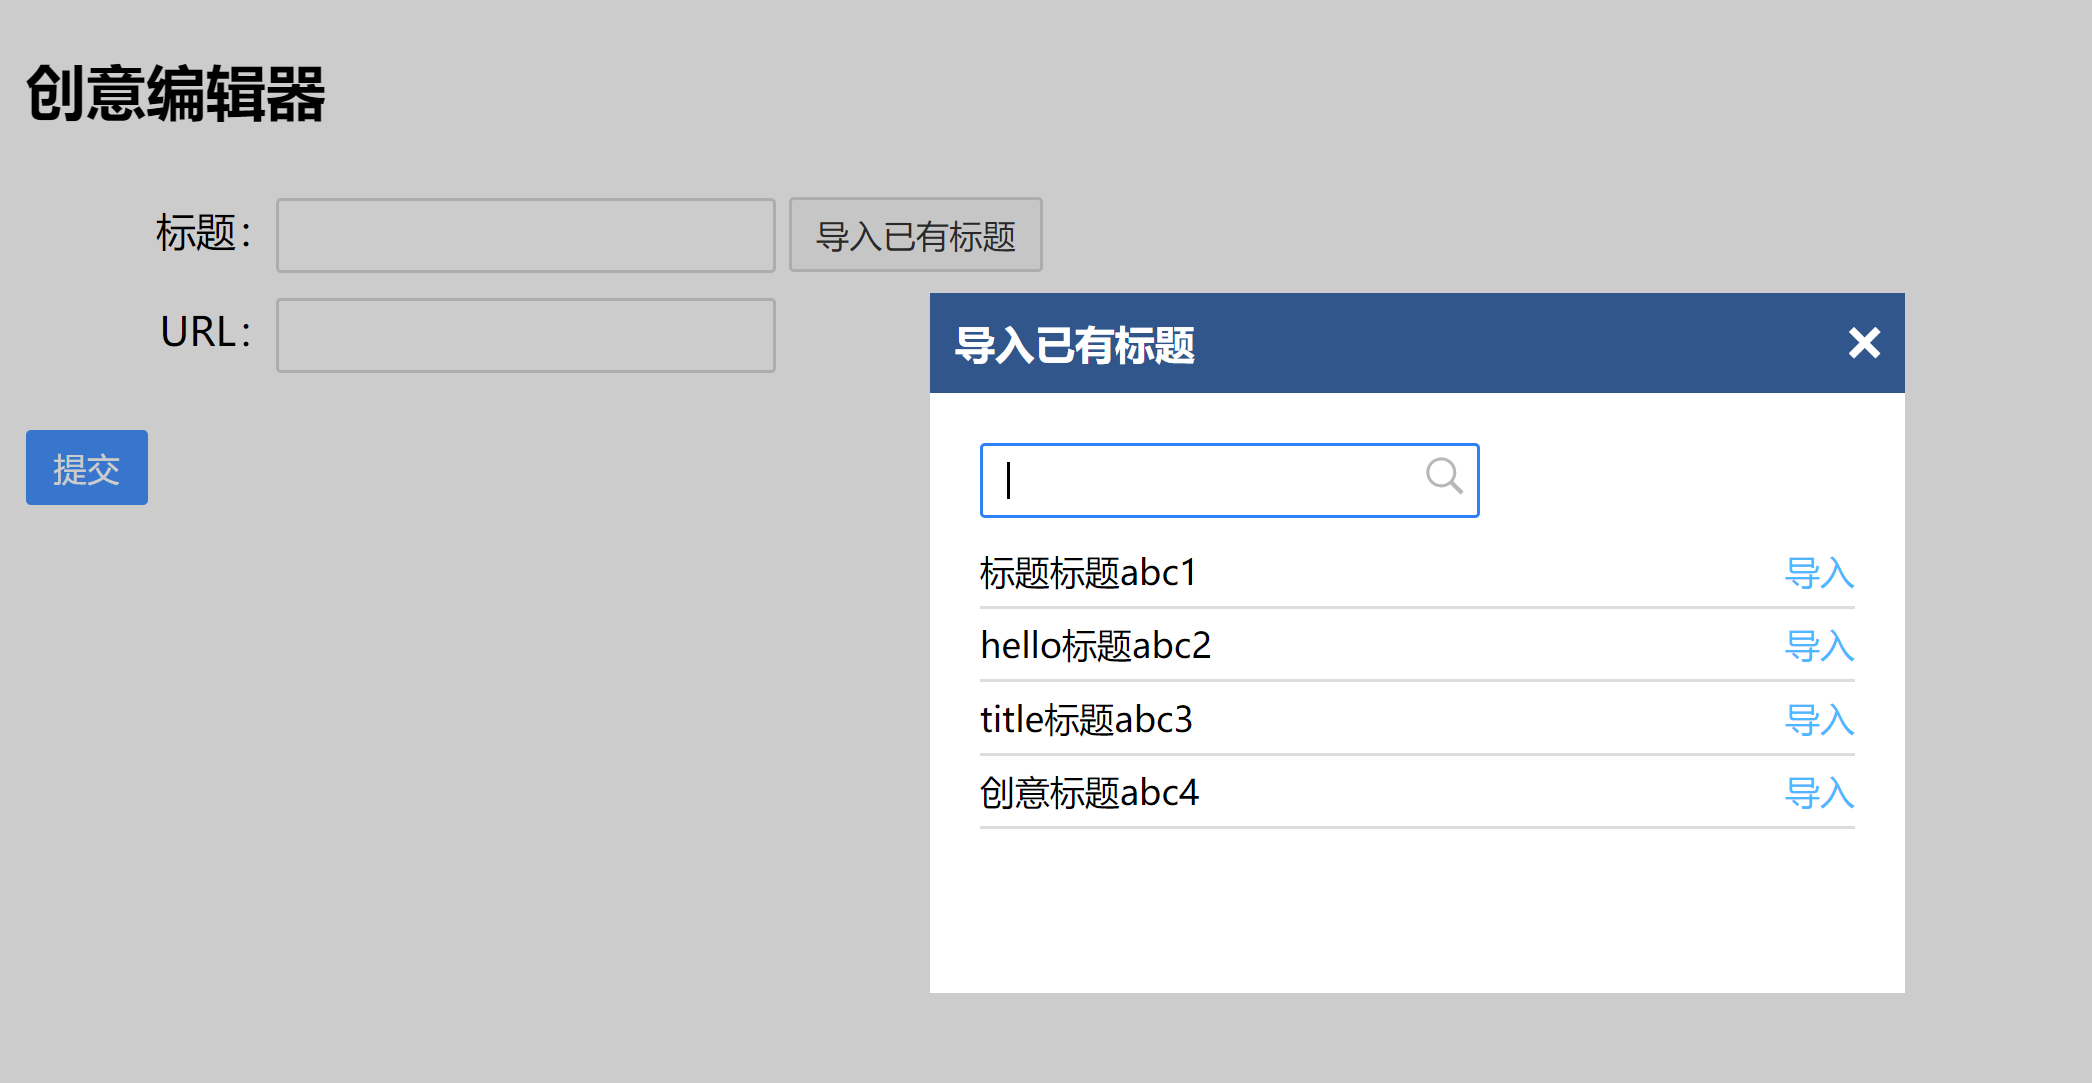 创意编辑器
标题：
导入已有标题
URL：
提交
导入已有标题
标题标题abc1 导入
hello标题abc2 导入
title标题abc3 导入
创意标题abc4 导入